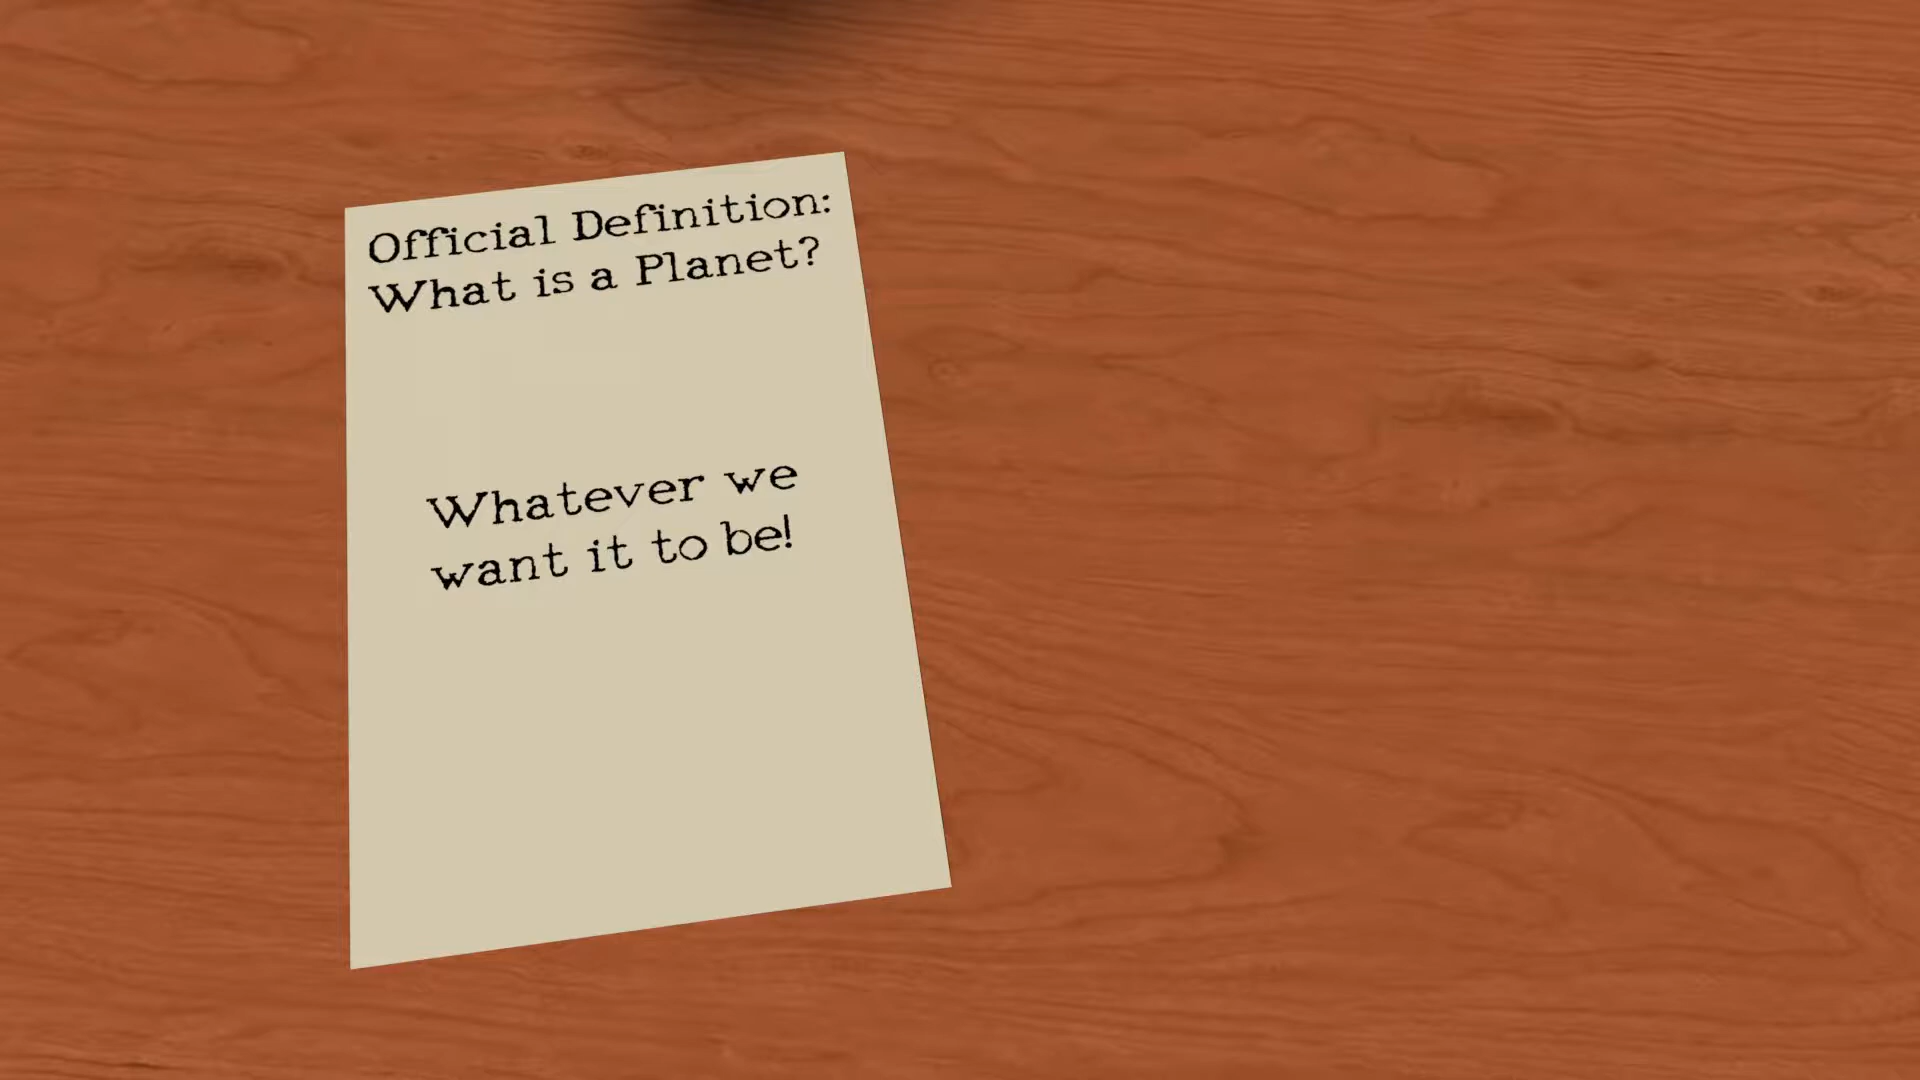 Official Definition:
What is a Planet?
Whatever we
want it to be!